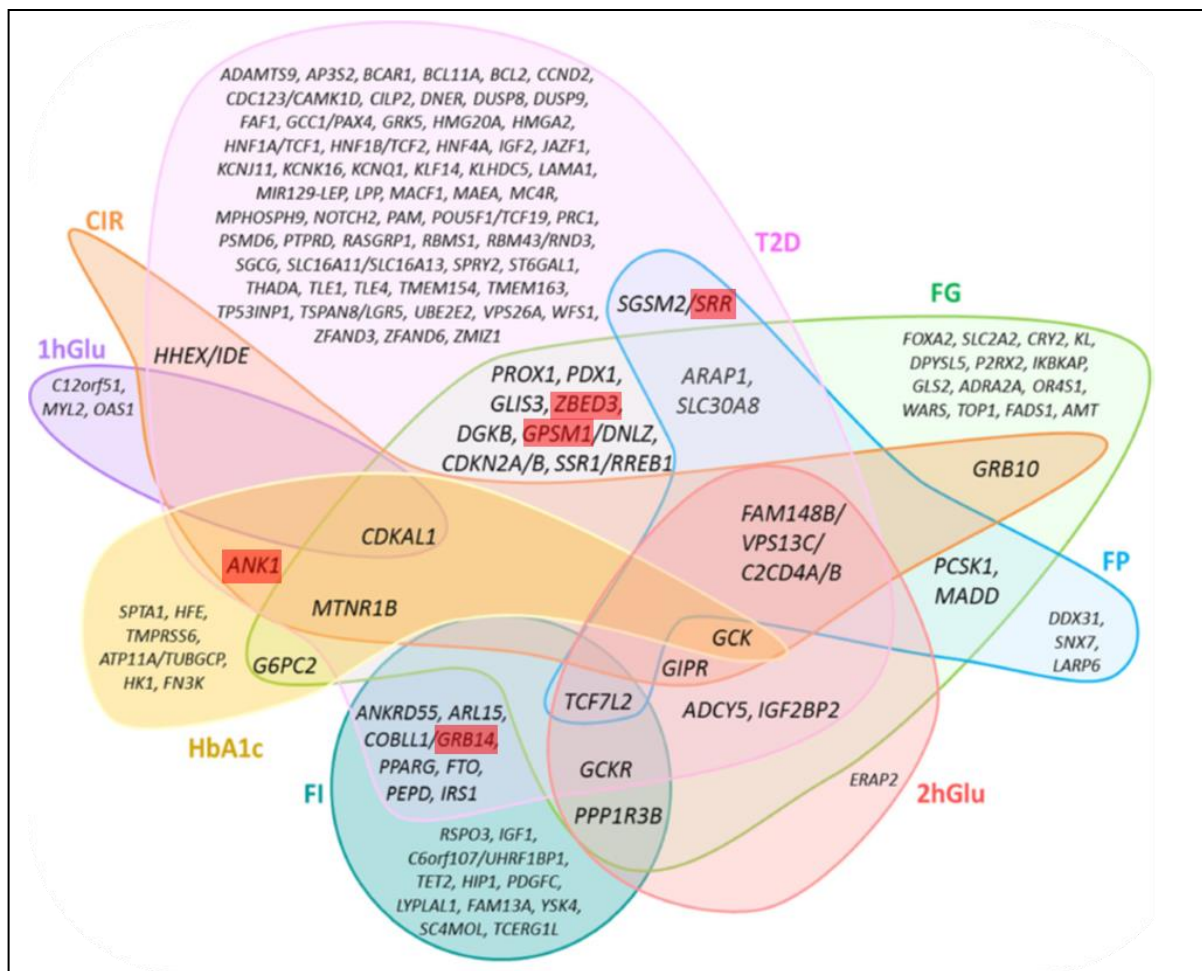 ADAMTS9, AP3S2, BCAR1, BCL11A, BCL2, CCND2,
CDC123/CAMK1D, CILP2, DNER, DUSP8, DUSP9,
FAF1, GCC1/PAX4, GRK5, HMG20A, HMGA2,
HNF1A/TCF1, HNF1B/TCF2, HNF4A, IGF2, JAZF1,
KCNJ11, KCNK16, KCNQ1, KLF14, KLHDC5, LAMA1,
MIR129-LEP, LPP, MACF1, MAEA, MC4R,
MPHOSPH9, NOTCH2, PAM, POU5F1/TCF19, PRC1,
PSMD6, PTPRD, RASGRP1, RBMS1, RBM43/RND3,
SGCG, SLC16A11/SLC16A13, SPRY2, ST6GAL1,
THADA, TLE1, TLE4, TMEM154, TMEM163,
TP53INP1, TSPAN8/LGR5, UBE2E2, VPS26A, WFS1,
ZFAND3, ZFAND6, ZMIZ1
CIR
T2D
FG
SGSM2/SRR
FOXA2, SLC2A2, CRY2, KL,
DPYSL5, P2RX2, IKBKAP,
GLS2, ADRA2A, OR4S1,
WARS, TOP1, FADS1, AMT
1hGlu
HHEX/IDE
C12orf51,
MYL2, OAS1
PROX1, PDX1,
GLIS3, ZBED3,
DGKB, GPSM1/DNLZ,
CDKN2A/B, SSR1/RREB1
ARAP1,
SLC30A8
GRB10
FAM148B/
VPS13C/
C2CD4A/B
CDKAL1
ANK1
MTNR1B
FP
PCSK1,
MADD
DDX31,
SNX7,
LARP6
SPTA1, HFE,
TMPRSS6,
ATP11A/TUBGCP,
HK1, FN3K
G6PC2
GCK
GIPR
TCF7L2
ADCY5, IGF2BP2
HbA1c
ANKRD55, ARL15,
COBLL1/GRB14,
PPARG, FTO,
PEPD, IRS1
FI
GCKR
PPP1R3B
ERAP2
2hGlu
RSPO3, IGF1,
C6orf107/UHRF1BP1,
TET2, HIP1, PDGFC,
LYPLAL1, FAM13A, YSK4,
SC4MOL, TCERG1L